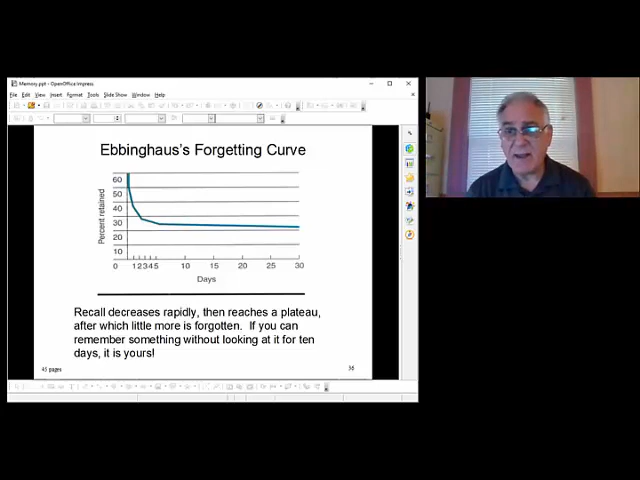 Memory.ppt - OpenOffice Impress
File Edit View Insert Format Tools Slide Show Window Help
Ebbinghaus's Forgetting Curve
Percent retained
60
50
40
30
20
10
0 1 2 3 4 5 10 15 20 25 30
Days
Recall decreases rapidly, then reaches a plateau,
after which little more is forgotten. If you can
remember something without looking at it for ten
days, it is yours!
45 pages
36